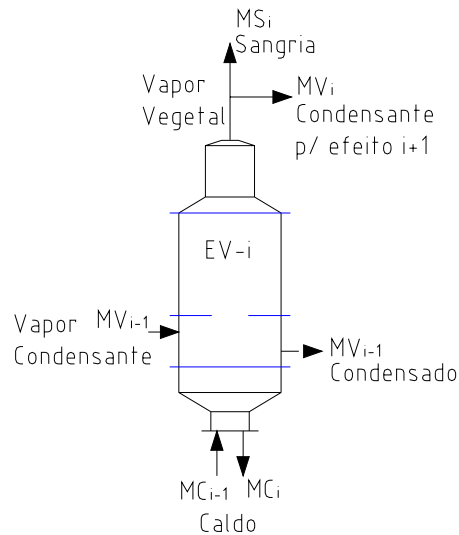 MSi
Sangria
Vapor
Vegetal
MVi
Condensante
p/ efeito i+1
EV-i
Vapor MVi-1
Condensante
MVi-1
Condensado
MCi-1 MCi
Caldo